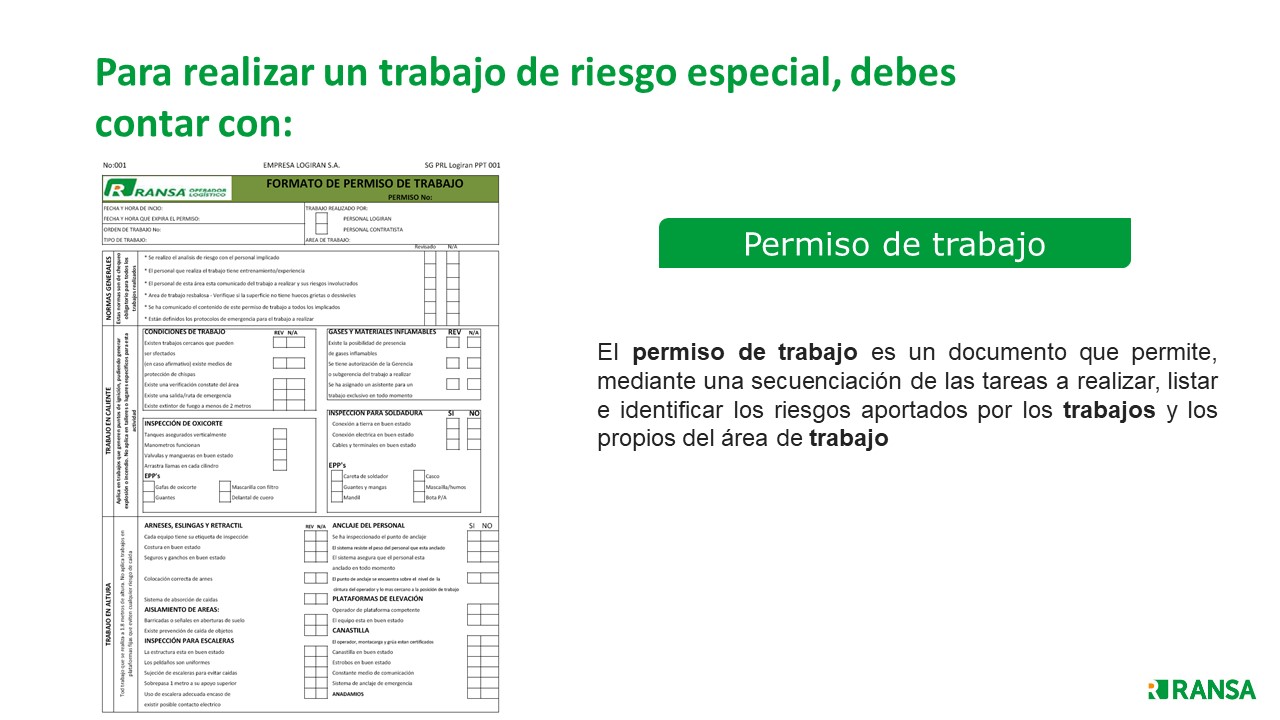 Para realizar un trabajo de riesgo especial, debes
contar con:
No:001 EMPRESA LOGIRAN S.A. SG PRL Logiran PPT 001
RANSA OPERADOR LOGÍSTICO
FORMATO DE PERMISO DE TRABAJO
PERMISO No:
FECHA Y HORA DE INCIO:
FECHA Y HORA QUE EXPIRA EL PERMISO:
ORDEN DE TRABAJO No:
TIPO DE TRABAJO:
TRABAJO REALIZADO POR:
PERSONAL LOGIRAN
PERSONAL CONTRATISTA
AREA DE TRABAJO:
Revisado N/A
NORMAS GENERALES
Estas normas son de chequeo
obligatorio para todos los
trabajos realizados
* Se realizo el analisis de riesgo con el personal implicado
* El personal que realiza el trabajo tiene entrenamiento/experiencia
* El personal de esta área esta comunicado del trabajo a realizar y sus riesgos involucrados
* Area de trabajo resbalosa - Verifique si la superficie no tiene huecos grietas o desniveles
* Se ha comunicado el contenido de este permiso de trabajo a todos los implicados
* Están definidos los protocolos de emergencia para el trabajo a realizar
TRABAJO EN CALIENTE
Aplica en trabajos que generen puntos de ignición, pudiendo generar
explosión o incendio. No aplica en talleres o lugares específicos para esta
actividad
CONDICIONES DE TRABAJO REV N/A
Existen trabajos cercanos que pueden
ser efectados
(en caso afirmativo) existe medios de
protección de chispas
Existe una verificación constate del área
Existe una salida/ruta de emergencia
Existe extintor de fuego a menos de 2 metros
GASES Y MATERIALES INFLAMABLES REV N/A
Existe la posibilidad de presencia
de gases inflamables
Se tiene autorización de la Gerencia
o subgerencia del trabajo a realizar
Se ha asignado un asistente para un
trabajo exclusivo en todo momento
INSPECCIÓN DE OXICORTE
Tanques asegurados verticalmente
Manometros funcionan
Valvulas y mangueras en buen estado
Arrastra llamas en cada cilindro
EPP's
Gafas de oxicorte Mascarilla con filtro
Guantes Delantal de cuero
INSPECCION PARA SOLDADURA SI NO
Conexión a tierra en buen estado
Conexión electrica en buen estado
Cables y terminales en buen estado
EPP's
Careta de soldador Casco
Guantes y mangas Mascailla/humos
Mandil Bota P/A
TRABAJO EN ALTURA
Tod trabajo que se realiza a 1.8 metros de altura. No aplica trabajos en
plataformas fijas que eviten cualquier riesgo de caída
ARNESES, ESLINGAS Y RETRACTIL REV N/A
Cada equipo tiene su etiqueta de inspección
Costura en buen estado
Seguros y ganchos en buen estado
Colocación correcta de arnes
Sistema de absorción de caídas
AISLAMIENTO DE AREAS:
Barricadas o señales en aberturas de suelo
Existe prevención de caida de objetos
INSPECCIÓN PARA ESCALERAS
La estructura esta en buen estado
Los peldaños son uniformes
Sujeción de escaleras para evitar caidas
Sobrepasa 1 metro a su apoyo superior
Uso de escalera adecuada encaso de
existir posible contacto electrico
ANCLAJE DEL PERSONAL SI NO
Se ha inspeccionado el punto de anclaje
El sistema resiste el peso del personal que esta anclado
El sistema asegura que el personal esta
anclado en todo momento
El punto de anclaje se encuentra sobre el nivel de la
cintura del operador y lo mas cercano a la posición de trabajo
PLATAFORMAS DE ELEVACIÓN
Operador de plataforma competente
El equipo esta en buen estado
CANASTILLA
El operador, montacarga y grúa estan certificados
Canastilla en buen estado
Estrobos en buen estado
Constante medio de comunicación
Sistema de anclaje de emergencia
ANADAMIOS
Permiso de trabajo
El permiso de trabajo es un documento que permite,
mediante una secuenciación de las tareas a realizar, listar
e identificar los riesgos aportados por los trabajos y los
propios del área de trabajo
RANSA